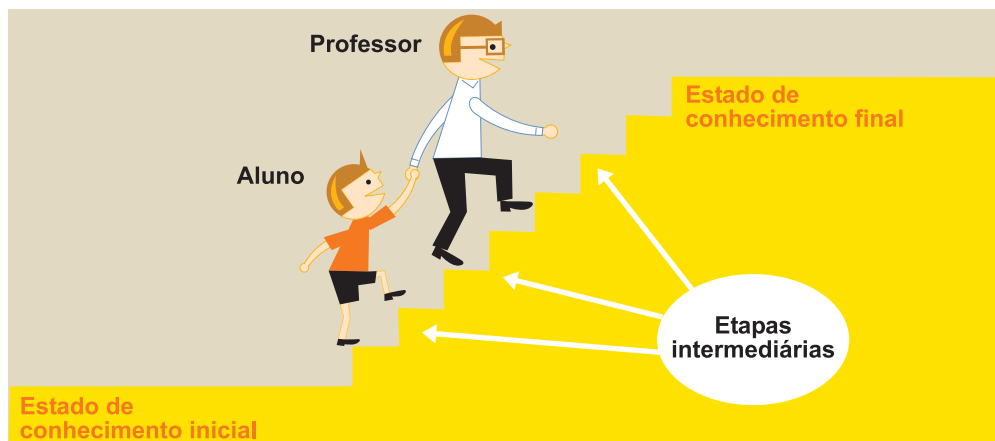 Professor
Estado de
conhecimento final
Aluno
Etapas
intermediárias
Estado de
conhecimento inicial